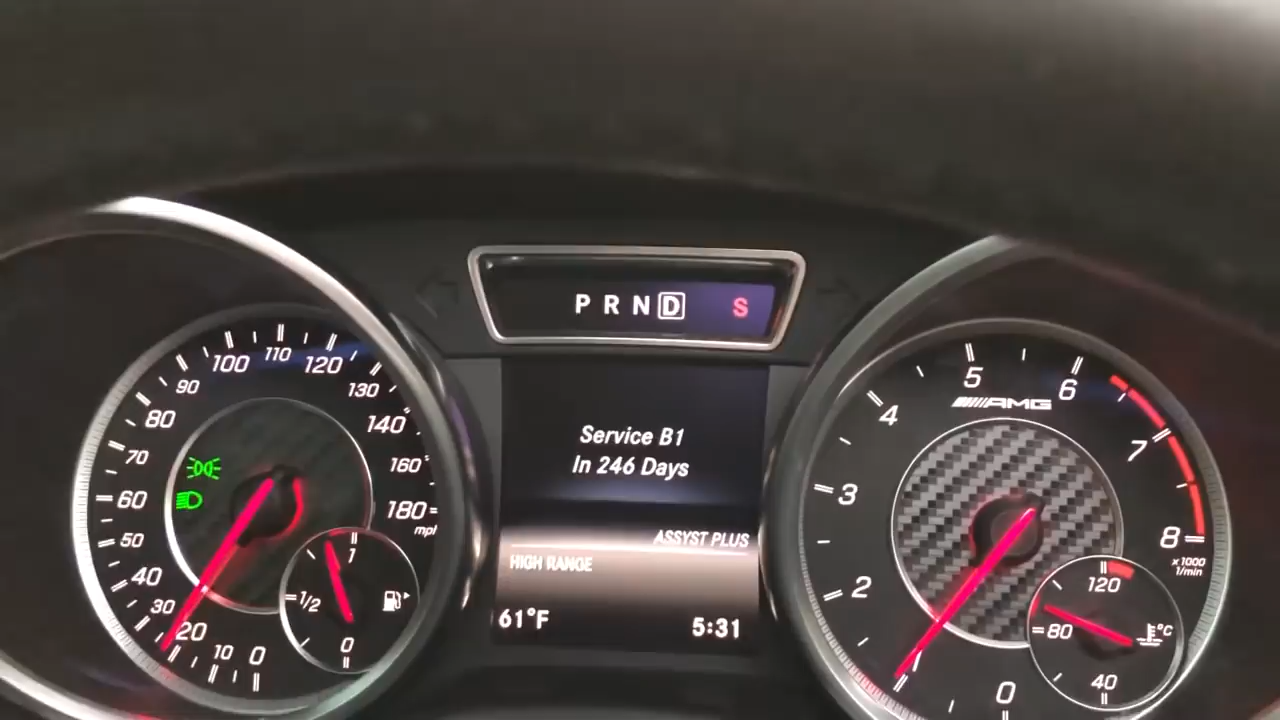 P R N D S
Service B1
In 246 Days
ASSYST PLUS
HIGH RANGE
61°F 5:31
0
10
20
30
40
50
60
70
80
90
100
110
120
130
140
160
180
mph
1
1/2
0
0
1
2
3
4
5
6
7
8
x1000
1/min
AMG
120
80
40
°C